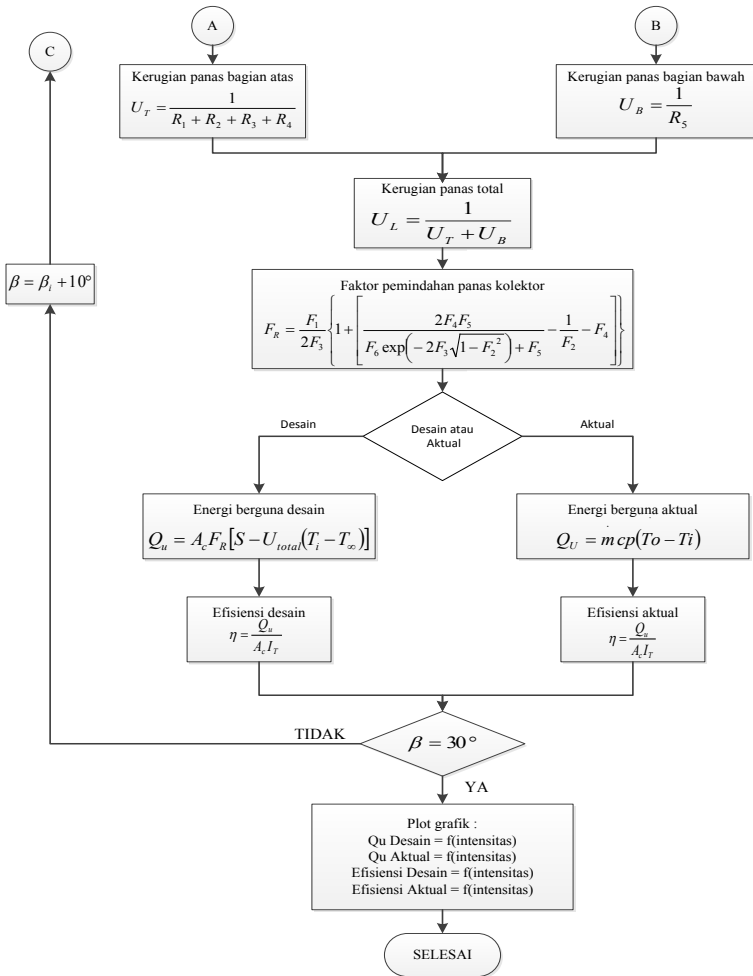 A
B
C
Kerugian panas bagian atas
U_T = 1 / (R_1 + R_2 + R_3 + R_4)
Kerugian panas bagian bawah
U_B = 1 / R_5
Kerugian panas total
U_L = 1 / (U_T + U_B)
β = β_i + 10°
Faktor pemindahan panas kolektor
F_R = F_1 / 2F_3 {1 + [2F_4F_5 / (F_6 exp(−2F_3√(1−F_2²)) + F_5) − 1/F_2 − F_4]}
Desain
Desain atau
Aktual
Aktual
Energi berguna desain
Q_u = A_c F_R [S − U_total (T_i − T_∞)]
Energi berguna aktual
Q_U = ṁ cp(To − Ti)
Efisiensi desain
η = Q_u / A_c I_T
Efisiensi aktual
η = Q_u / A_c I_T
TIDAK
β = 30°
YA
Plot grafik :
Qu Desain = f(intensitas)
Qu Aktual = f(intensitas)
Efisiensi Desain = f(intensitas)
Efisiensi Aktual = f(intensitas)
SELESAI